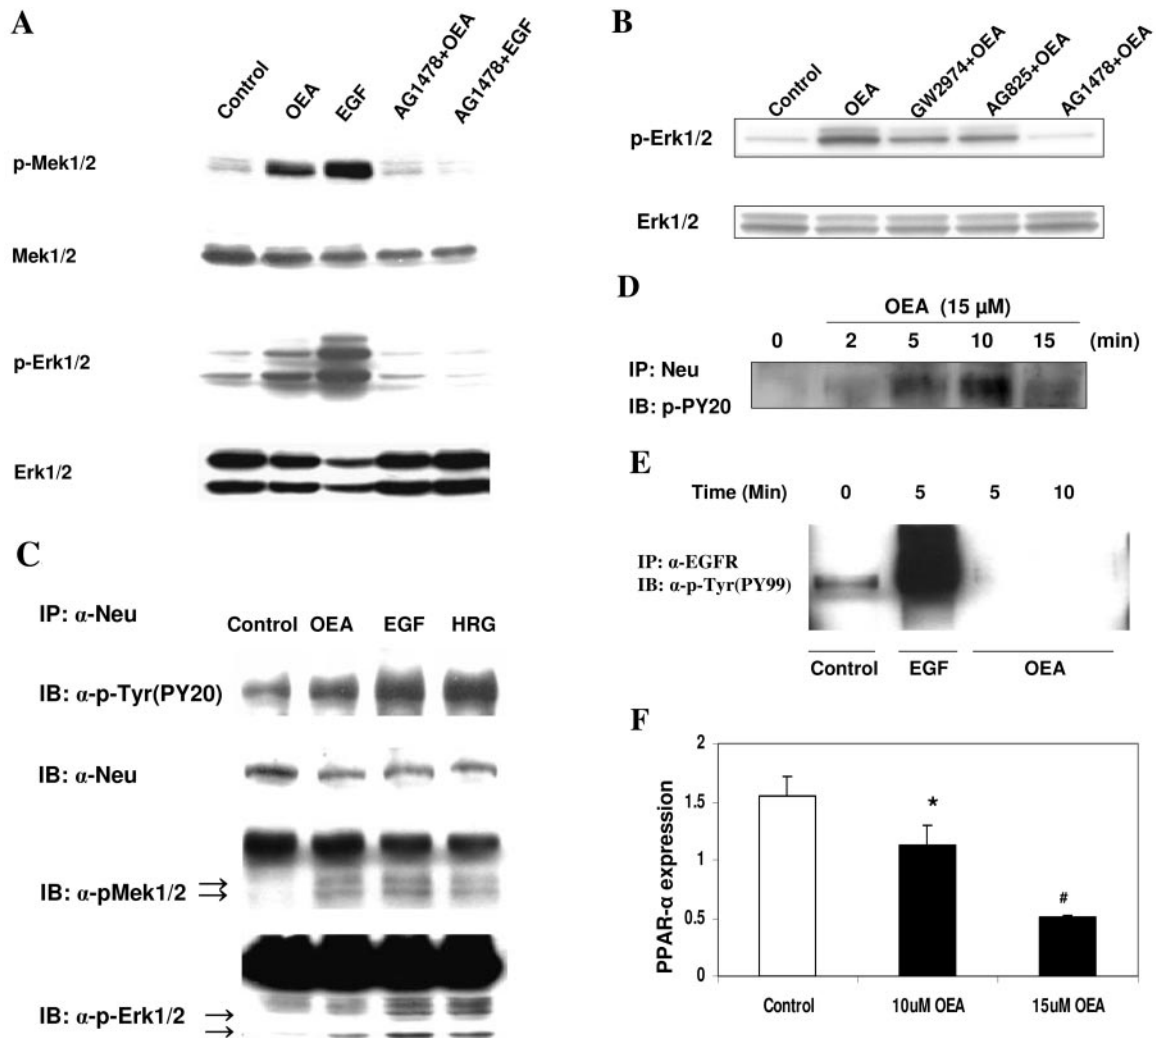 A
Control
OEA
EGF
AG1478+OEA
AG1478+EGF
p-Mek1/2
Mek1/2
p-Erk1/2
Erk1/2
B
Control
OEA
GW2974+OEA
AG825+OEA
AG1478+OEA
p-Erk1/2
Erk1/2
C
IP: α-Neu
Control OEA EGF HRG
IB: α-p-Tyr(PY20)
IB: α-Neu
IB: α-pMek1/2
IB: α-p-Erk1/2
D
OEA (15 µM)
0 2 5 10 15 (min)
IP: Neu
IB: p-PY20
E
Time (Min) 0 5 5 10
IP: α-EGFR
IB: α-p-Tyr(PY99)
Control EGF OEA
F
PPAR-α expression
2
1.5
1
0.5
0
*
#
Control 10uM OEA 15uM OEA